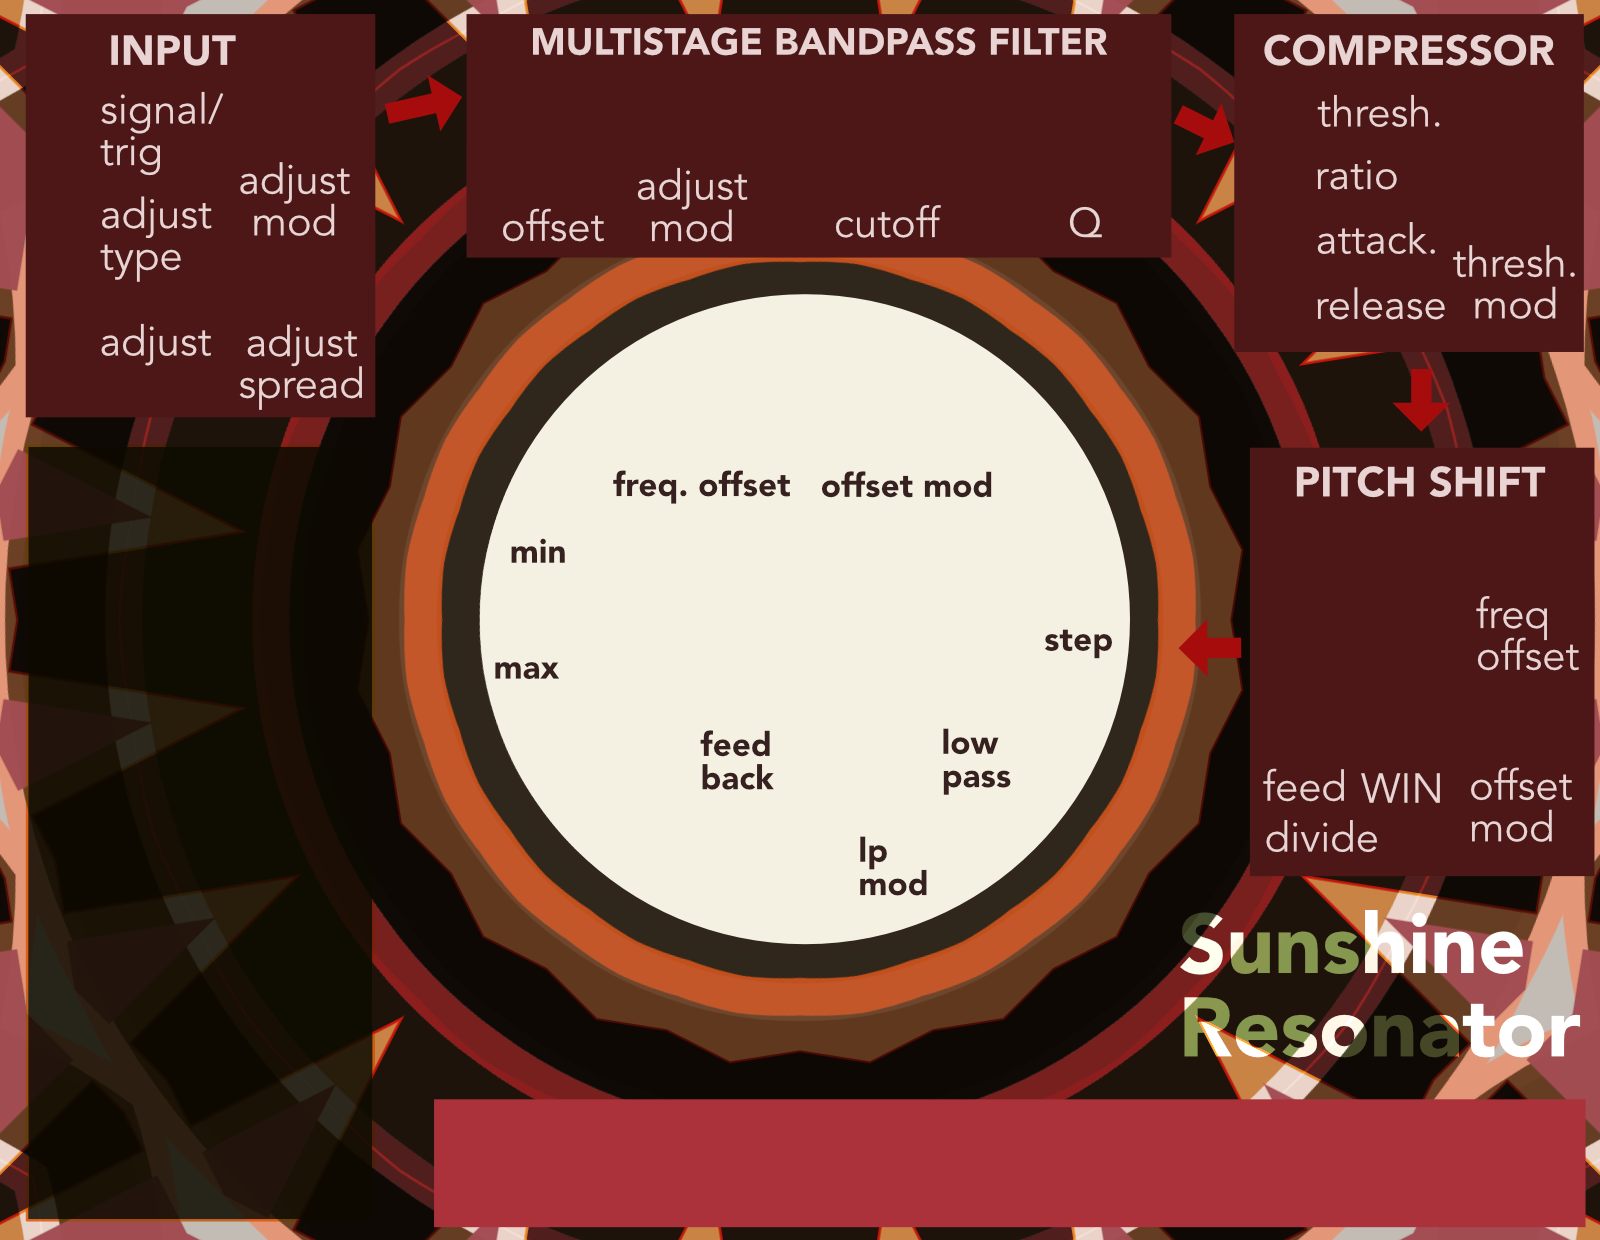 INPUT
signal/
trig
adjust
mod
adjust
type
adjust
adjust
spread
MULTISTAGE BANDPASS FILTER
offset
adjust
mod
cutoff
Q
COMPRESSOR
thresh.
ratio
attack.
release
thresh.
mod
PITCH SHIFT
freq
offset
feed WIN
divide
offset
mod
freq. offset
offset mod
min
max
step
feed
back
low
pass
lp
mod
Sunshine
Resonator